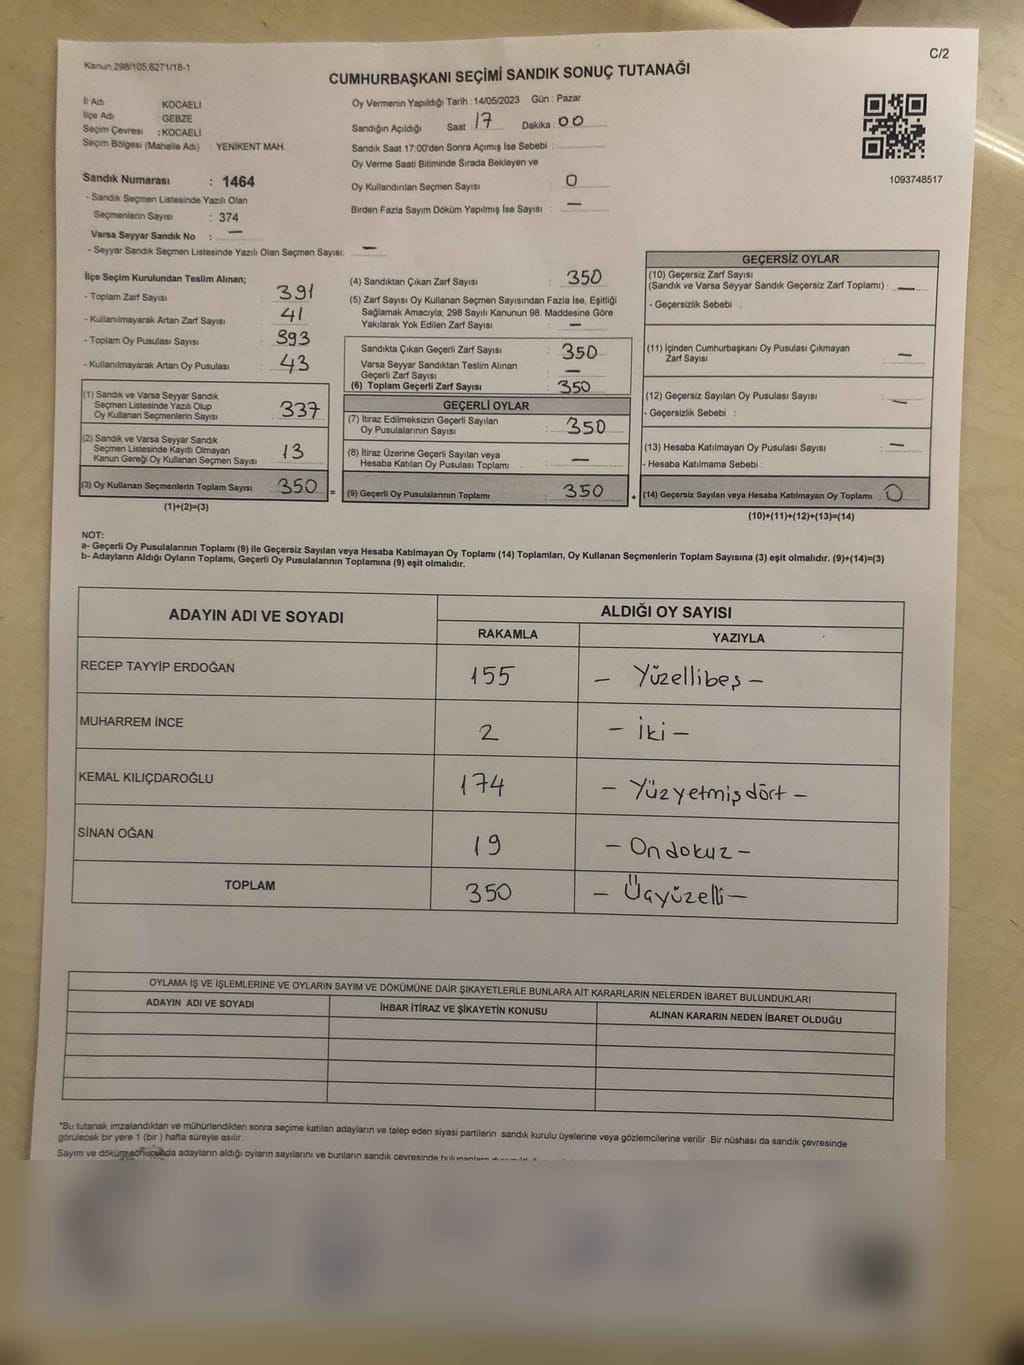 C/2
Kanun:298/105,6271/18-1
CUMHURBAŞKANI SEÇİMİ SANDIK SONUÇ TUTANAĞI
İl Adı KOCAELİ
İlçe Adı GEBZE
Seçim Çevresi : KOCAELİ
Seçim Bölgesi (Mahalle Adı) : YENİKENT MAH.
Sandık Numarası : 1464
- Sandık Seçmen Listesinde Yazılı Olan
Seçmenlerin Sayısı : 374
Varsa Seyyar Sandık No : —
- Seyyar Sandık Seçmen Listesinde Yazılı Olan Seçmen Sayısı: —
Oy Vermenin Yapıldığı Tarih : 14/05/2023 Gün : Pazar
Sandığın Açıldığı Saat : 17 Dakika : 00
Sandık Saat 17:00'den Sonra Açımış İse Sebebi :
Oy Verme Saati Bitiminde Sırada Bekleyen ve
Oy Kullandırılan Seçmen Sayısı : 0
Birden Fazla Sayım Döküm Yapılmış İse Sayısı : —
1093748517
İlçe Seçim Kurulundan Teslim Alınan;
- Toplam Zarf Sayısı : 391
- Kullanılmayarak Artan Zarf Sayısı : 41
- Toplam Oy Pusulası Sayısı : 393
- Kullanılmayarak Artan Oy Pusulası : 43
(1) Sandık ve Varsa Seyyar Sandık
Seçmen Listesinde Yazılı Olup
Oy Kullanan Seçmenlerin Sayısı : 337
(2) Sandık ve Varsa Seyyar Sandık
Seçmen Listesinde Kayıtlı Olmayan
Kanun Gereği Oy Kullanan Seçmen Sayısı : 13
(3) Oy Kullanan Seçmenlerin Toplam Sayısı : 350 =
(1)+(2)=(3)
(4) Sandıktan Çıkan Zarf Sayısı : 350
(5) Zarf Sayısı Oy Kullanan Seçmen Sayısından Fazla İse, Eşitliği
Sağlamak Amacıyla; 298 Sayılı Kanunun 98. Maddesine Göre
Yakılarak Yok Edilen Zarf Sayısı : —
Sandıkta Çıkan Geçerli Zarf Sayısı : 350
Varsa Seyyar Sandıktan Teslim Alınan
Geçerli Zarf Sayısı : —
(6) Toplam Geçerli Zarf Sayısı : 350
GEÇERLİ OYLAR
(7) İtiraz Edilmeksizin Geçerli Sayılan
Oy Pusulalarının Sayısı : 350
(8) İtiraz Üzerine Geçerli Sayılan veya
Hesaba Katılan Oy Pusulası Toplamı : —
(9) Geçerli Oy Pusulalarının Toplamı : 350 +
GEÇERSİZ OYLAR
(10) Geçersiz Zarf Sayısı
(Sandık ve Varsa Seyyar Sandık Geçersiz Zarf Toplamı) : —
- Geçersizlik Sebebi :
(11) İçinden Cumhurbaşkanı Oy Pusulası Çıkmayan
Zarf Sayısı : —
(12) Geçersiz Sayılan Oy Pusulası Sayısı : —
- Geçersizlik Sebebi :
(13) Hesaba Katılmayan Oy Pusulası Sayısı : —
- Hesaba Katılmama Sebebi :
(14) Geçersiz Sayılan veya Hesaba Katılmayan Oy Toplamı : 0
(10)+(11)+(12)+(13)=(14)
NOT:
a- Geçerli Oy Pusulalarının Toplamı (9) ile Geçersiz Sayılan veya Hesaba Katılmayan Oy Toplamı (14) Toplamları, Oy Kullanan Seçmenlerin Toplam Sayısına (3) eşit olmalıdır. (9)+(14)=(3)
b- Adayların Aldığı Oyların Toplamı, Geçerli Oy Pusulalarının Toplamına (9) eşit olmalıdır.
ADAYIN ADI VE SOYADI ALDIĞI OY SAYISI
RAKAMLA YAZIYLA
RECEP TAYYİP ERDOĞAN 155 – Yüzellibeş –
MUHARREM İNCE 2 – İki –
KEMAL KILIÇDAROĞLU 174 – Yüzyetmişdört –
SİNAN OĞAN 19 – Ondokuz –
TOPLAM 350 – Üçyüzelli –
OYLAMA İŞ VE İŞLEMLERİNE VE OYLARIN SAYIM VE DÖKÜMÜNE DAİR ŞİKAYETLERLE BUNLARA AİT KARARLARIN NELERDEN İBARET BULUNDUKLARI
ADAYIN ADI VE SOYADI İHBAR İTİRAZ VE ŞİKAYETİN KONUSU ALINAN KARARIN NEDEN İBARET OLDUĞU
*Bu tutanak imzalandıktan ve mühürlendikten sonra seçime katılan adayların ve talep eden siyasi partilerin sandık kurulu üyelerine veya gözlemcilerine verilir .Bir nüshası da sandık çevresinde
görülecek bir yere 1 (bir ) hafta süreyle asılır.
Sayım ve döküm sonucunda adayların aldığı oyların sayılarını ve bunların sandık çevresinde